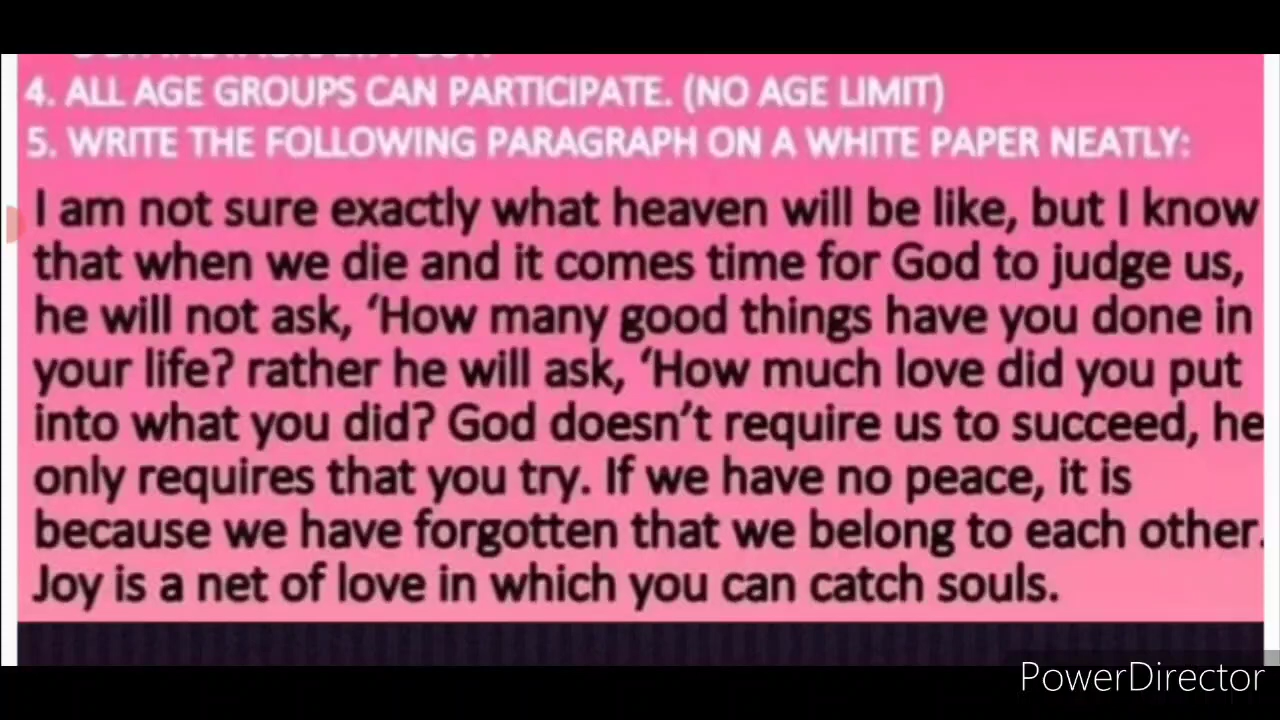 4. ALL AGE GROUPS CAN PARTICIPATE. (NO AGE LIMIT)
5. WRITE THE FOLLOWING PARAGRAPH ON A WHITE PAPER NEATLY:
I am not sure exactly what heaven will be like, but I know
that when we die and it comes time for God to judge us,
he will not ask, ‘How many good things have you done in
your life? rather he will ask, ‘How much love did you put
into what you did? God doesn’t require us to succeed, he
only requires that you try. If we have no peace, it is
because we have forgotten that we belong to each other.
Joy is a net of love in which you can catch souls.
PowerDirector